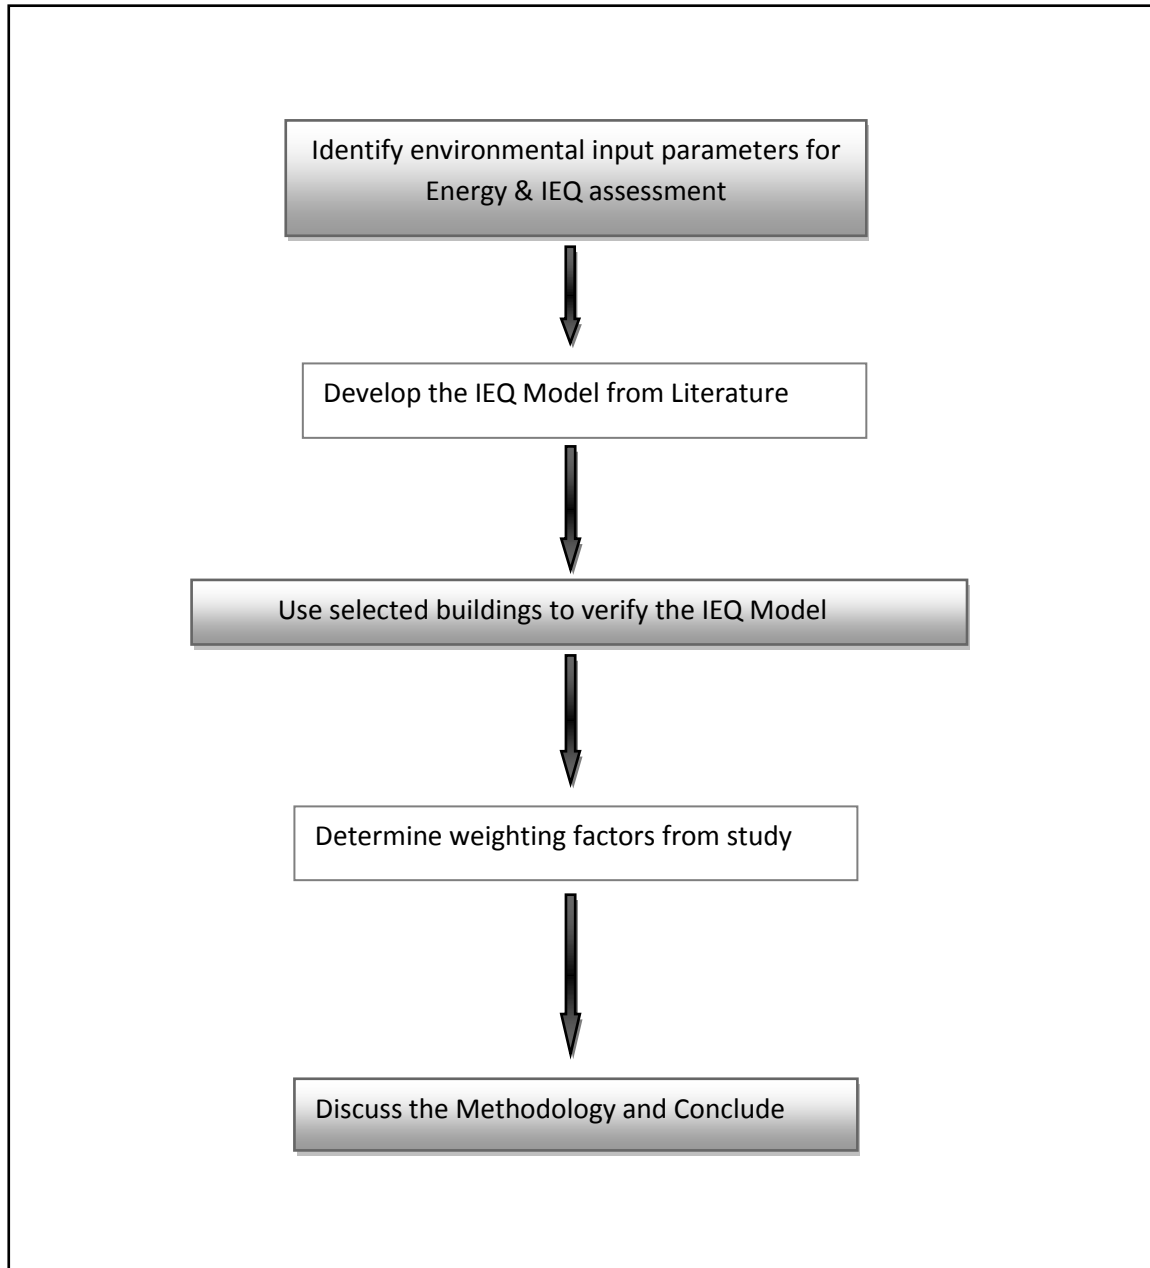 Identify environmental input parameters for
Energy & IEQ assessment
Develop the IEQ Model from Literature
Use selected buildings to verify the IEQ Model
Determine weighting factors from study
Discuss the Methodology and Conclude